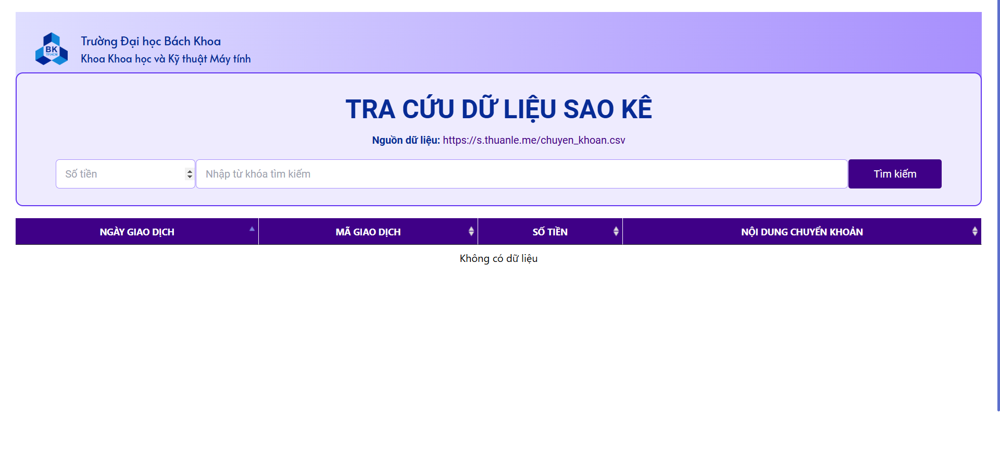 BK
TP.HCM
Trường Đại học Bách Khoa
Khoa Khoa học và Kỹ thuật Máy tính
TRA CỨU DỮ LIỆU SAO KÊ
Nguồn dữ liệu: https://s.thuanle.me/chuyen_khoan.csv
Số tiền Nhập từ khóa tìm kiếm Tìm kiếm
NGÀY GIAO DỊCH MÃ GIAO DỊCH SỐ TIỀN NỘI DUNG CHUYỂN KHOẢN
Không có dữ liệu